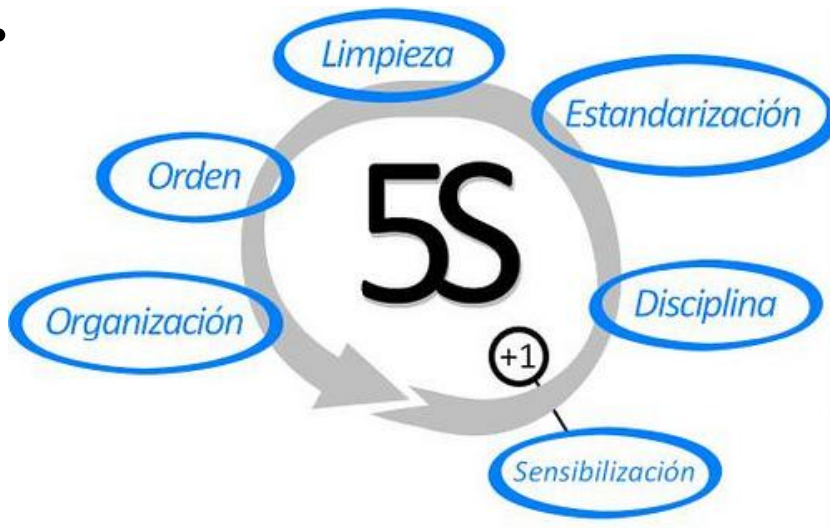 Limpieza
Estandarización
Orden
5S
Organización
Disciplina
+1
Sensibilización